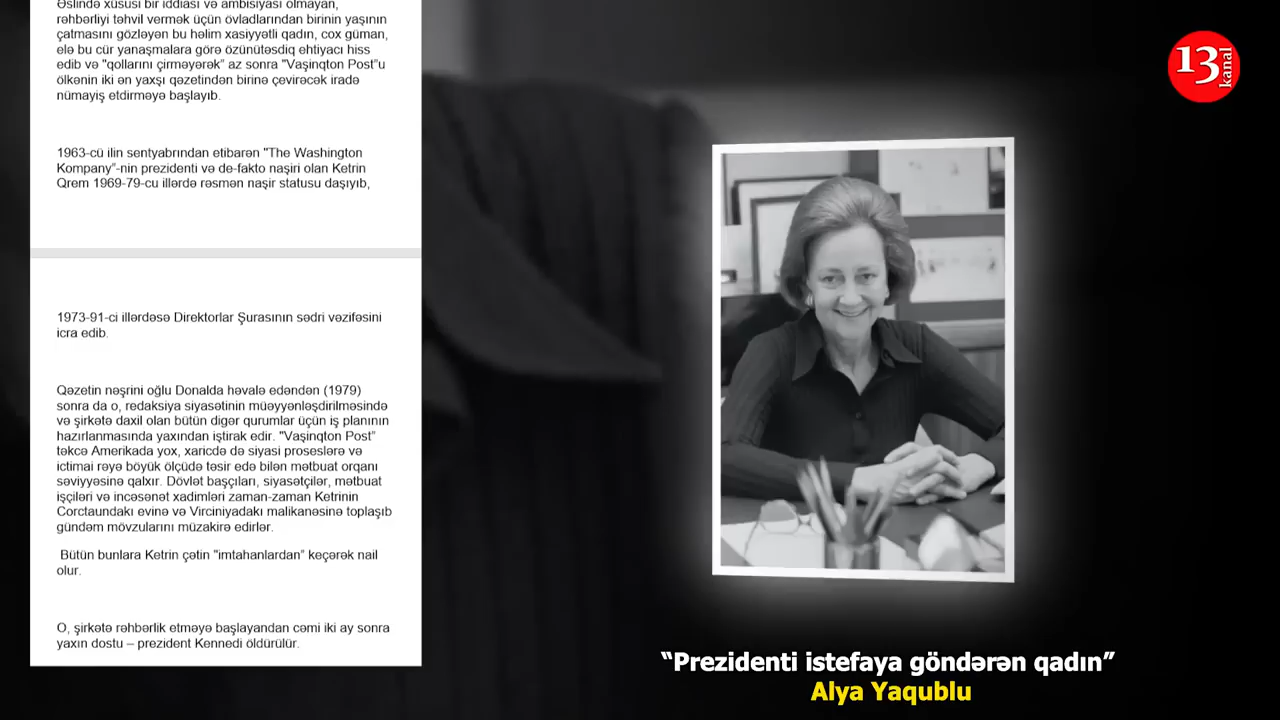 Əslində xüsusi bir iddiası və ambisiyası olmayan,
rəhbərliyi təhvil vermək üçün övladlarından birinin yaşının
çatmasını gözləyən bu həlim xasiyyətli qadın, cox güman,
elə bu cür yanaşmalara görə özünütəsdiq ehtiyacı hiss
edib və "qollarını çirməyərək” az sonra "Vaşinqton Post”u
ölkənin iki ən yaxşı qəzetindən birinə çevirəcək iradə
nümayiş etdirməyə başlayıb.
1963-cü ilin sentyabrından etibarən "The Washington
Kompany”-nin prezidenti və de-fakto naşiri olan Ketrin
Qrem 1969-79-cu illərdə rəsmən naşir statusu daşıyıb,
1973-91-ci illərdəsə Direktorlar Şurasının sədri vəzifəsini
icra edib.
Qəzetin nəşrini oğlu Donalda həvalə edəndən (1979)
sonra da o, redaksiya siyasətinin müəyyənləşdirilməsində
və şirkətə daxil olan bütün digər qurumlar üçün iş planının
hazırlanmasında yaxından iştirak edir. "Vaşinqton Post”
təkcə Amerikada yox, xaricdə də siyasi proseslərə və
ictimai rəyə böyük ölçüdə təsir edə bilən mətbuat orqanı
səviyyəsinə qalxır. Dövlət başçıları, siyasətçilər, mətbuat
işçiləri və incəsənət xadimləri zaman-zaman Ketrinin
Corctaundakı evinə və Virciniyadakı malikanəsinə toplaşıb
gündəm mövzularını müzakirə edirlər.
Bütün bunlara Ketrin çətin "imtahanlardan” keçərək nail
olur.
O, şirkətə rəhbərlik etməyə başlayandan cəmi iki ay sonra
yaxın dostu – prezident Kennedi öldürülür.
13 kanal
“Prezidenti istefaya göndərən qadın”
Alya Yaqublu